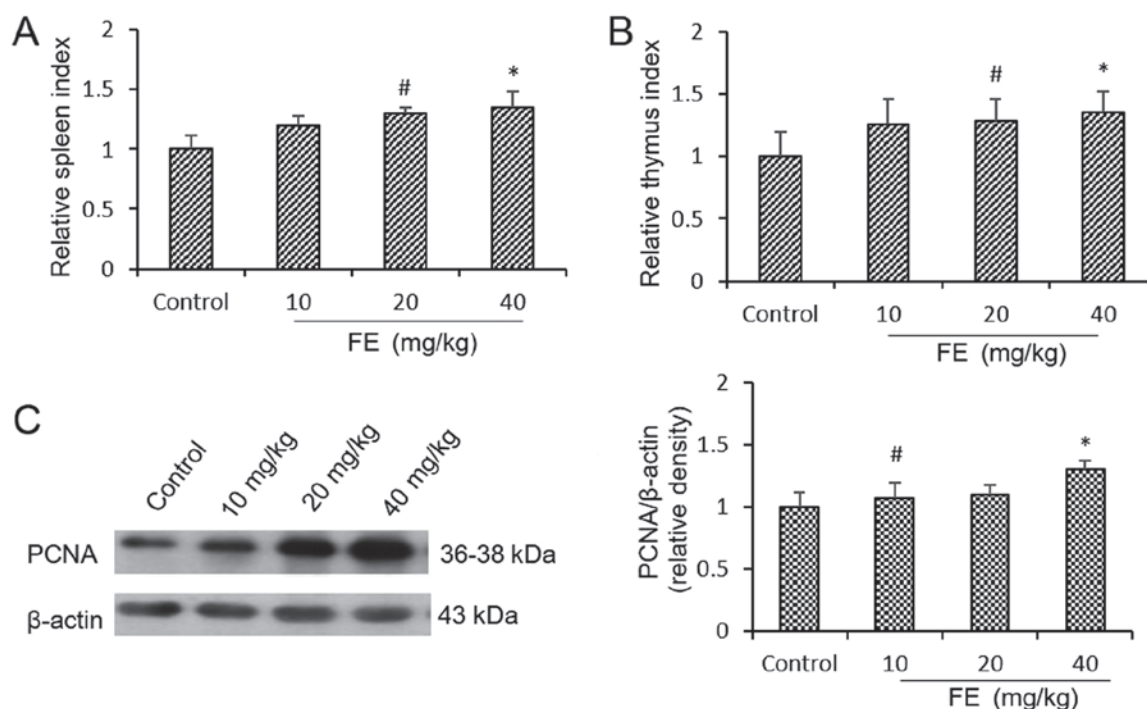 A
Relative spleen index
2
1.5
1
0.5
0
#
*
Control 10 20 40
FE (mg/kg)
B
Relative thymus index
2
1.5
1
0.5
0
#
*
Control 10 20 40
FE (mg/kg)
C
Control 10 mg/kg 20 mg/kg 40 mg/kg
PCNA 36-38 kDa
β-actin 43 kDa
PCNA/β-actin
(relative density)
2
1.5
1
0.5
0
#
*
Control 10 20 40
FE (mg/kg)